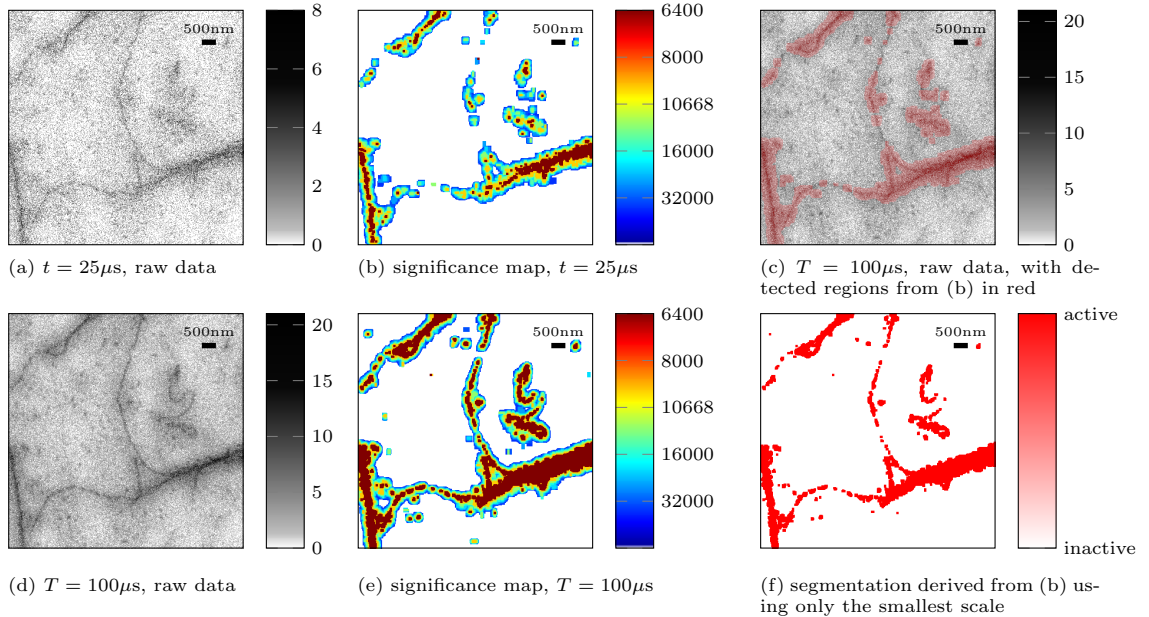 8
6
4
2
0
500nm
(a) t = 25μs, raw data
6400
8000
10668
16000
32000
500nm
(b) significance map, t = 25μs
20
15
10
5
0
500nm
(c) T = 100μs, raw data, with de-
tected regions from (b) in red
20
15
10
5
0
500nm
(d) T = 100μs, raw data
6400
8000
10668
16000
32000
500nm
(e) significance map, T = 100μs
active
inactive
500nm
(f) segmentation derived from (b) us-
ing only the smallest scale